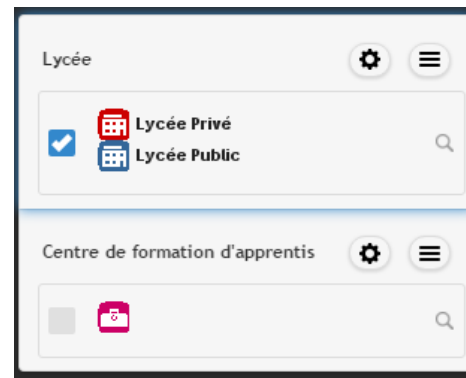 Lycée
Lycée Privé
Lycée Public
Centre de formation d'apprentis